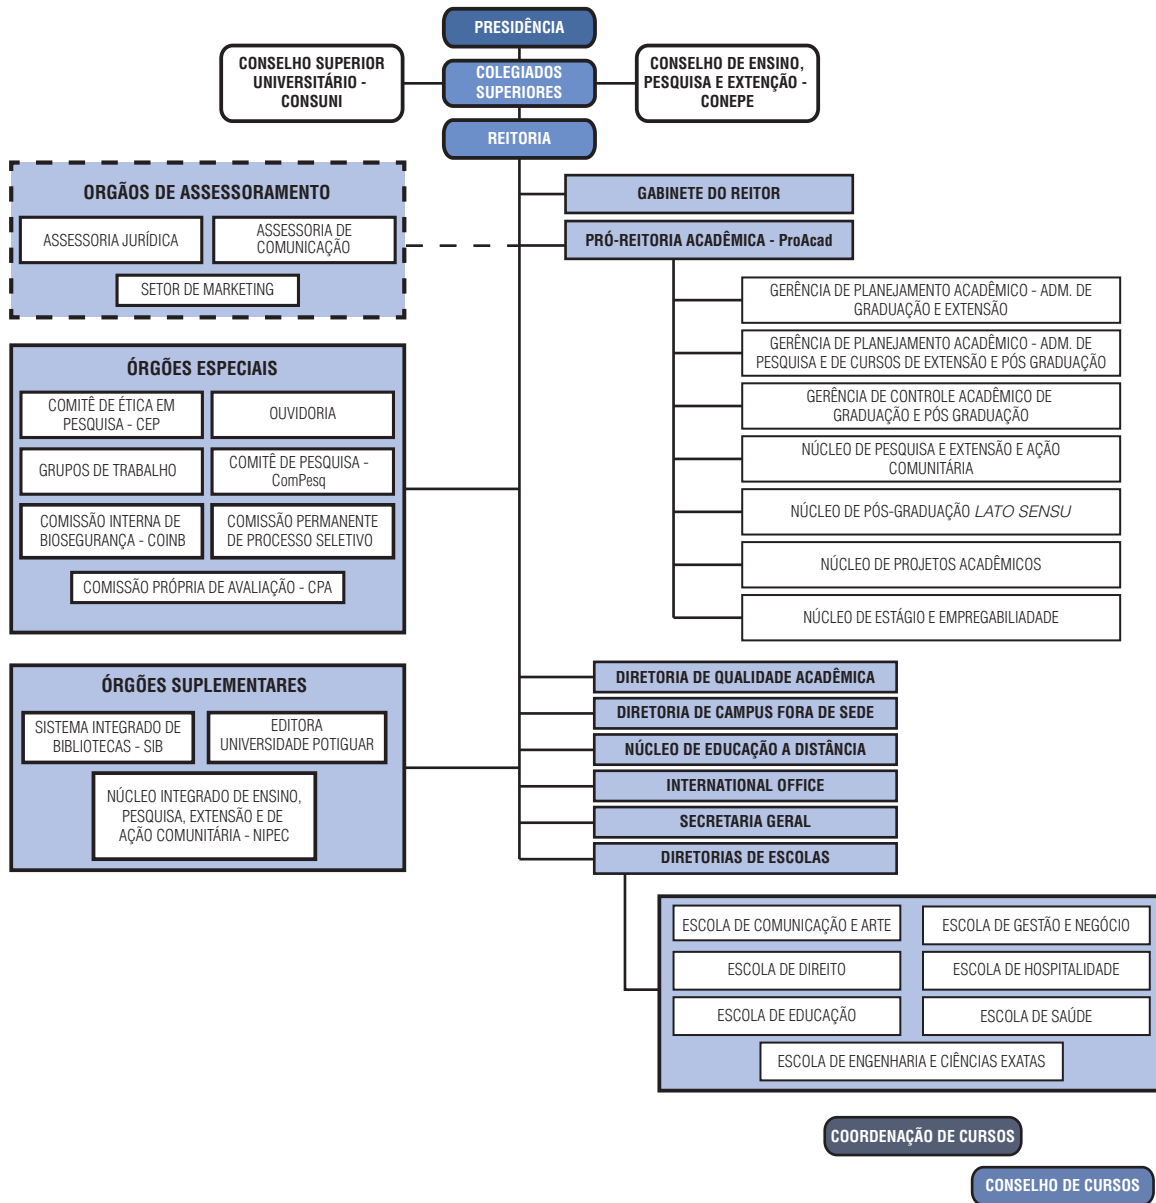 PRESIDÊNCIA
CONSELHO SUPERIOR
UNIVERSITÁRIO -
CONSUNI
COLEGIADOS
SUPERIORES
CONSELHO DE ENSINO,
PESQUISA E EXTENÇÃO -
CONEPE
REITORIA
ORGÃOS DE ASSESSORAMENTO
ASSESSORIA JURÍDICA
ASSESSORIA DE
COMUNICAÇÃO
SETOR DE MARKETING
GABINETE DO REITOR
PRÓ-REITORIA ACADÊMICA - ProAcad
GERÊNCIA DE PLANEJAMENTO ACADÊMICO - ADM. DE
GRADUAÇÃO E EXTENSÃO
GERÊNCIA DE PLANEJAMENTO ACADÊMICO - ADM. DE
PESQUISA E DE CURSOS DE EXTENSÃO E PÓS GRADUAÇÃO
GERÊNCIA DE CONTROLE ACADÊMICO DE
GRADUAÇÃO E PÓS GRADUAÇÃO
NÚCLEO DE PESQUISA E EXTENSÃO E AÇÃO
COMUNITÁRIA
NÚCLEO DE PÓS-GRADUAÇÃO LATO SENSU
NÚCLEO DE PROJETOS ACADÊMICOS
NÚCLEO DE ESTÁGIO E EMPREGABILIADADE
ÓRGÕES ESPECIAIS
COMITÊ DE ÉTICA EM
PESQUISA - CEP
OUVIDORIA
GRUPOS DE TRABALHO
COMITÊ DE PESQUISA -
ComPesq
COMISSÃO INTERNA DE
BIOSEGURANÇA - COINB
COMISSÃO PERMANENTE
DE PROCESSO SELETIVO
COMISSÃO PRÓPRIA DE AVALIAÇÃO - CPA
ÓRGÕES SUPLEMENTARES
SISTEMA INTEGRADO DE
BIBLIOTECAS - SIB
EDITORA
UNIVERSIDADE POTIGUAR
NÚCLEO INTEGRADO DE ENSINO,
PESQUISA, EXTENSÃO E DE
AÇÃO COMUNITÁRIA - NIPEC
DIRETORIA DE QUALIDADE ACADÊMICA
DIRETORIA DE CAMPUS FORA DE SEDE
NÚCLEO DE EDUCAÇÃO A DISTÂNCIA
INTERNATIONAL OFFICE
SECRETARIA GERAL
DIRETORIAS DE ESCOLAS
ESCOLA DE COMUNICAÇÃO E ARTE
ESCOLA DE GESTÃO E NEGÓCIO
ESCOLA DE DIREITO
ESCOLA DE HOSPITALIDADE
ESCOLA DE EDUCAÇÃO
ESCOLA DE SAÚDE
ESCOLA DE ENGENHARIA E CIÊNCIAS EXATAS
COORDENAÇÃO DE CURSOS
CONSELHO DE CURSOS